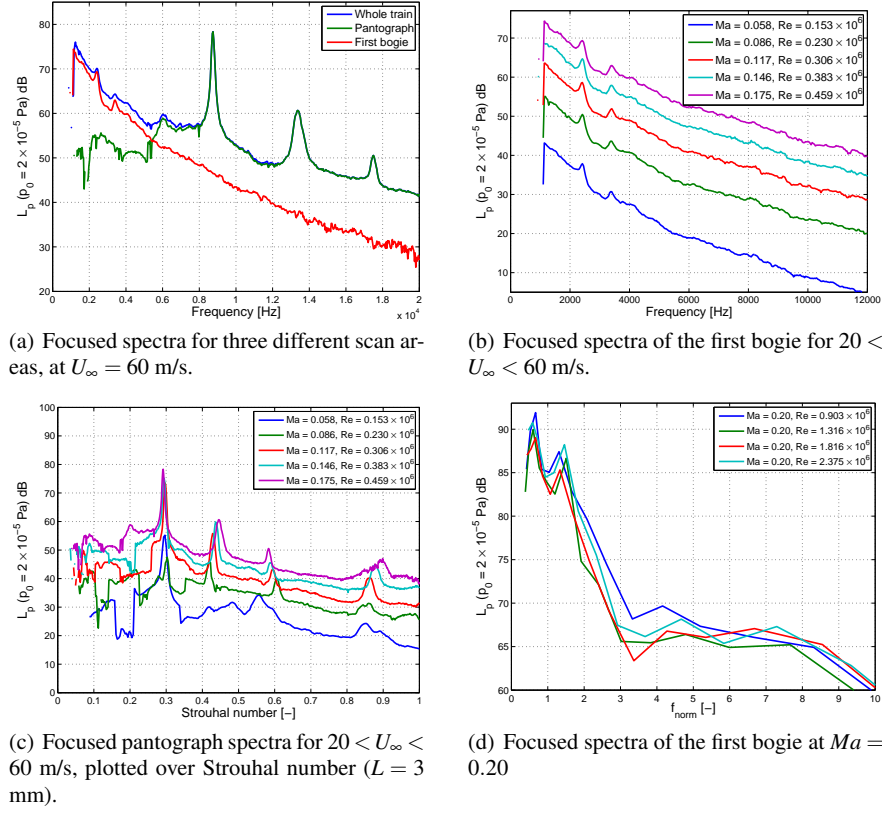 Whole train
Pantograph
First bogie
L_p (p_0 = 2 × 10^-5 Pa) dB
85
80
70
60
50
40
30
20
0 0.2 0.4 0.6 0.8 1 1.2 1.4 1.6 1.8 2
x 10^4
Frequency [Hz]
(a) Focused spectra for three different scan ar-
eas, at U∞ = 60 m/s.
Ma = 0.058, Re = 0.153 × 10^6
Ma = 0.086, Re = 0.230 × 10^6
Ma = 0.117, Re = 0.306 × 10^6
Ma = 0.146, Re = 0.383 × 10^6
Ma = 0.175, Re = 0.459 × 10^6
L_p (p_0 = 2 × 10^-5 Pa) dB
70
60
50
40
30
20
10
0 2000 4000 6000 8000 10000 12000
Frequency [Hz]
(b) Focused spectra of the first bogie for 20 <
U∞ < 60 m/s.
Ma = 0.058, Re = 0.153 × 10^6
Ma = 0.086, Re = 0.230 × 10^6
Ma = 0.117, Re = 0.306 × 10^6
Ma = 0.146, Re = 0.383 × 10^6
Ma = 0.175, Re = 0.459 × 10^6
L_p (p_0 = 2 × 10^-5 Pa) dB
100
90
80
70
60
50
40
30
20
10
0
0 0.1 0.2 0.3 0.4 0.5 0.6 0.7 0.8 0.9 1
Strouhal number [–]
(c) Focused pantograph spectra for 20 < U∞ <
60 m/s, plotted over Strouhal number (L = 3
mm).
Ma = 0.20, Re = 0.903 × 10^6
Ma = 0.20, Re = 1.316 × 10^6
Ma = 0.20, Re = 1.816 × 10^6
Ma = 0.20, Re = 2.375 × 10^6
L_p (p_0 = 2 × 10^-5 Pa) dB
90
85
80
75
70
65
60
0 1 2 3 4 5 6 7 8 9 10
f_norm [–]
(d) Focused spectra of the first bogie at Ma =
0.20